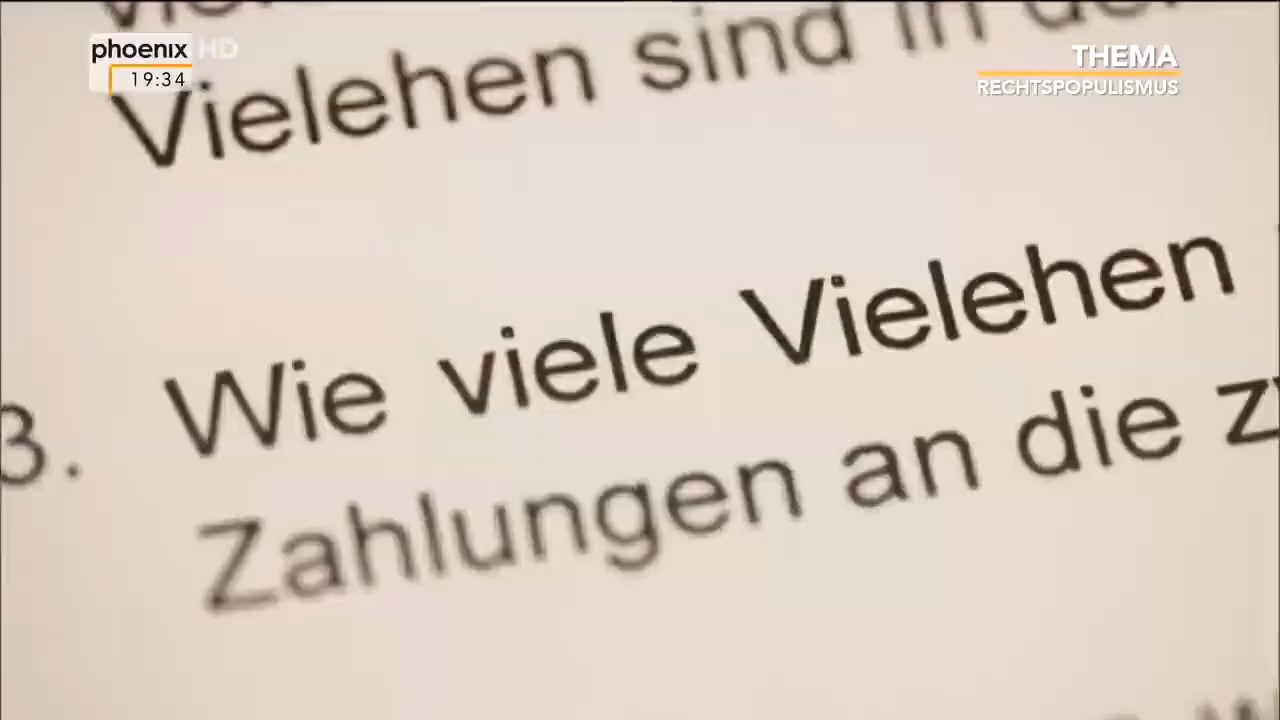 phoenix HD
19:34
THEMA
RECHTSPOPULISMUS
Vielehen sind in
3. Wie viele Vielehen
Zahlungen an die